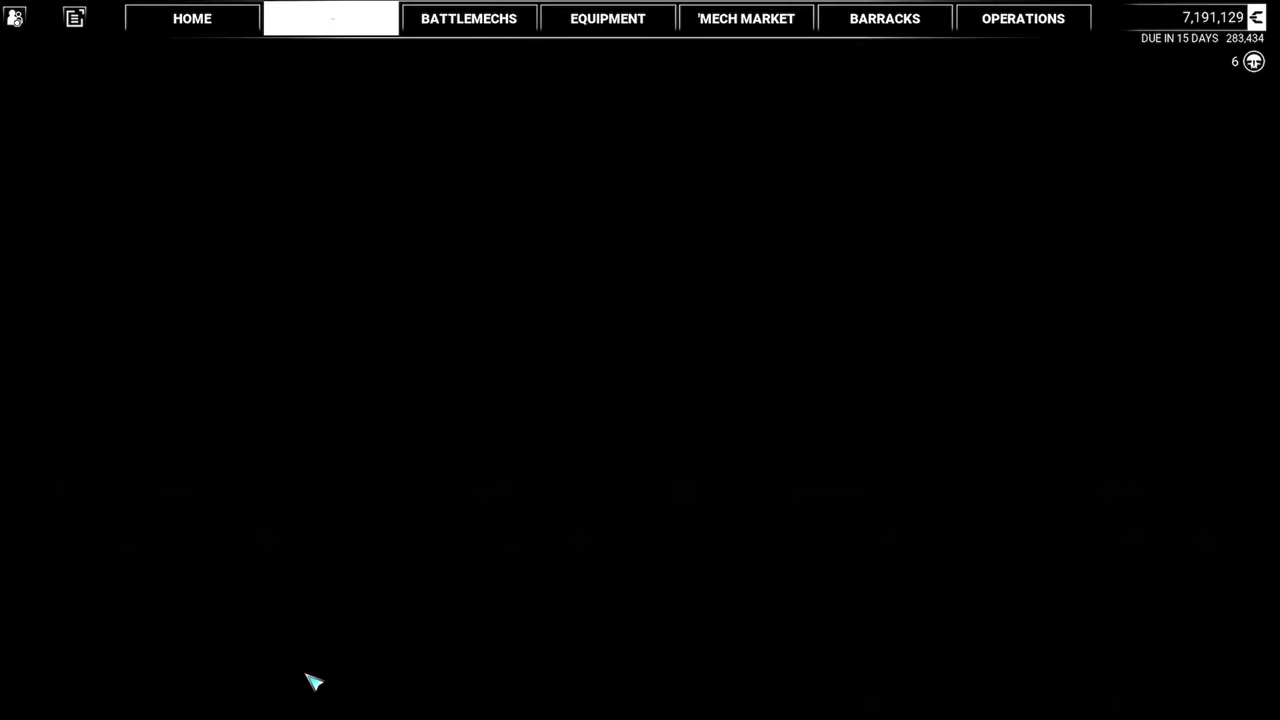 HOME
BATTLEMECHS
EQUIPMENT
'MECH MARKET
BARRACKS
OPERATIONS
7,191,129
DUE IN 15 DAYS 283,434
6